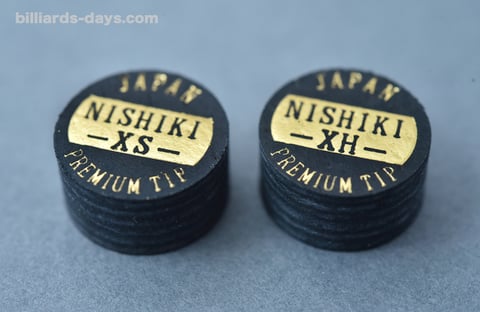 billiards-days.com
JAPAN
NISHIKI
-XS-
PREMIUM TIP
JAPAN
NISHIKI
-XH-
PREMIUM TIP